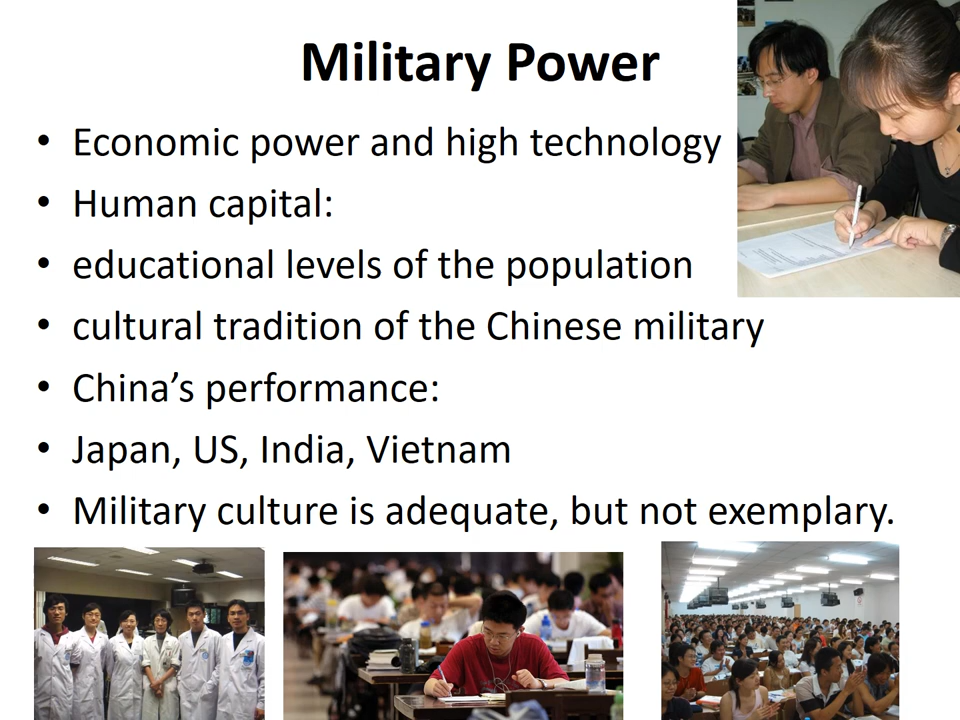 Military Power
• Economic power and high technology
• Human capital:
• educational levels of the population
• cultural tradition of the Chinese military
• China’s performance:
• Japan, US, India, Vietnam
• Military culture is adequate, but not exemplary.